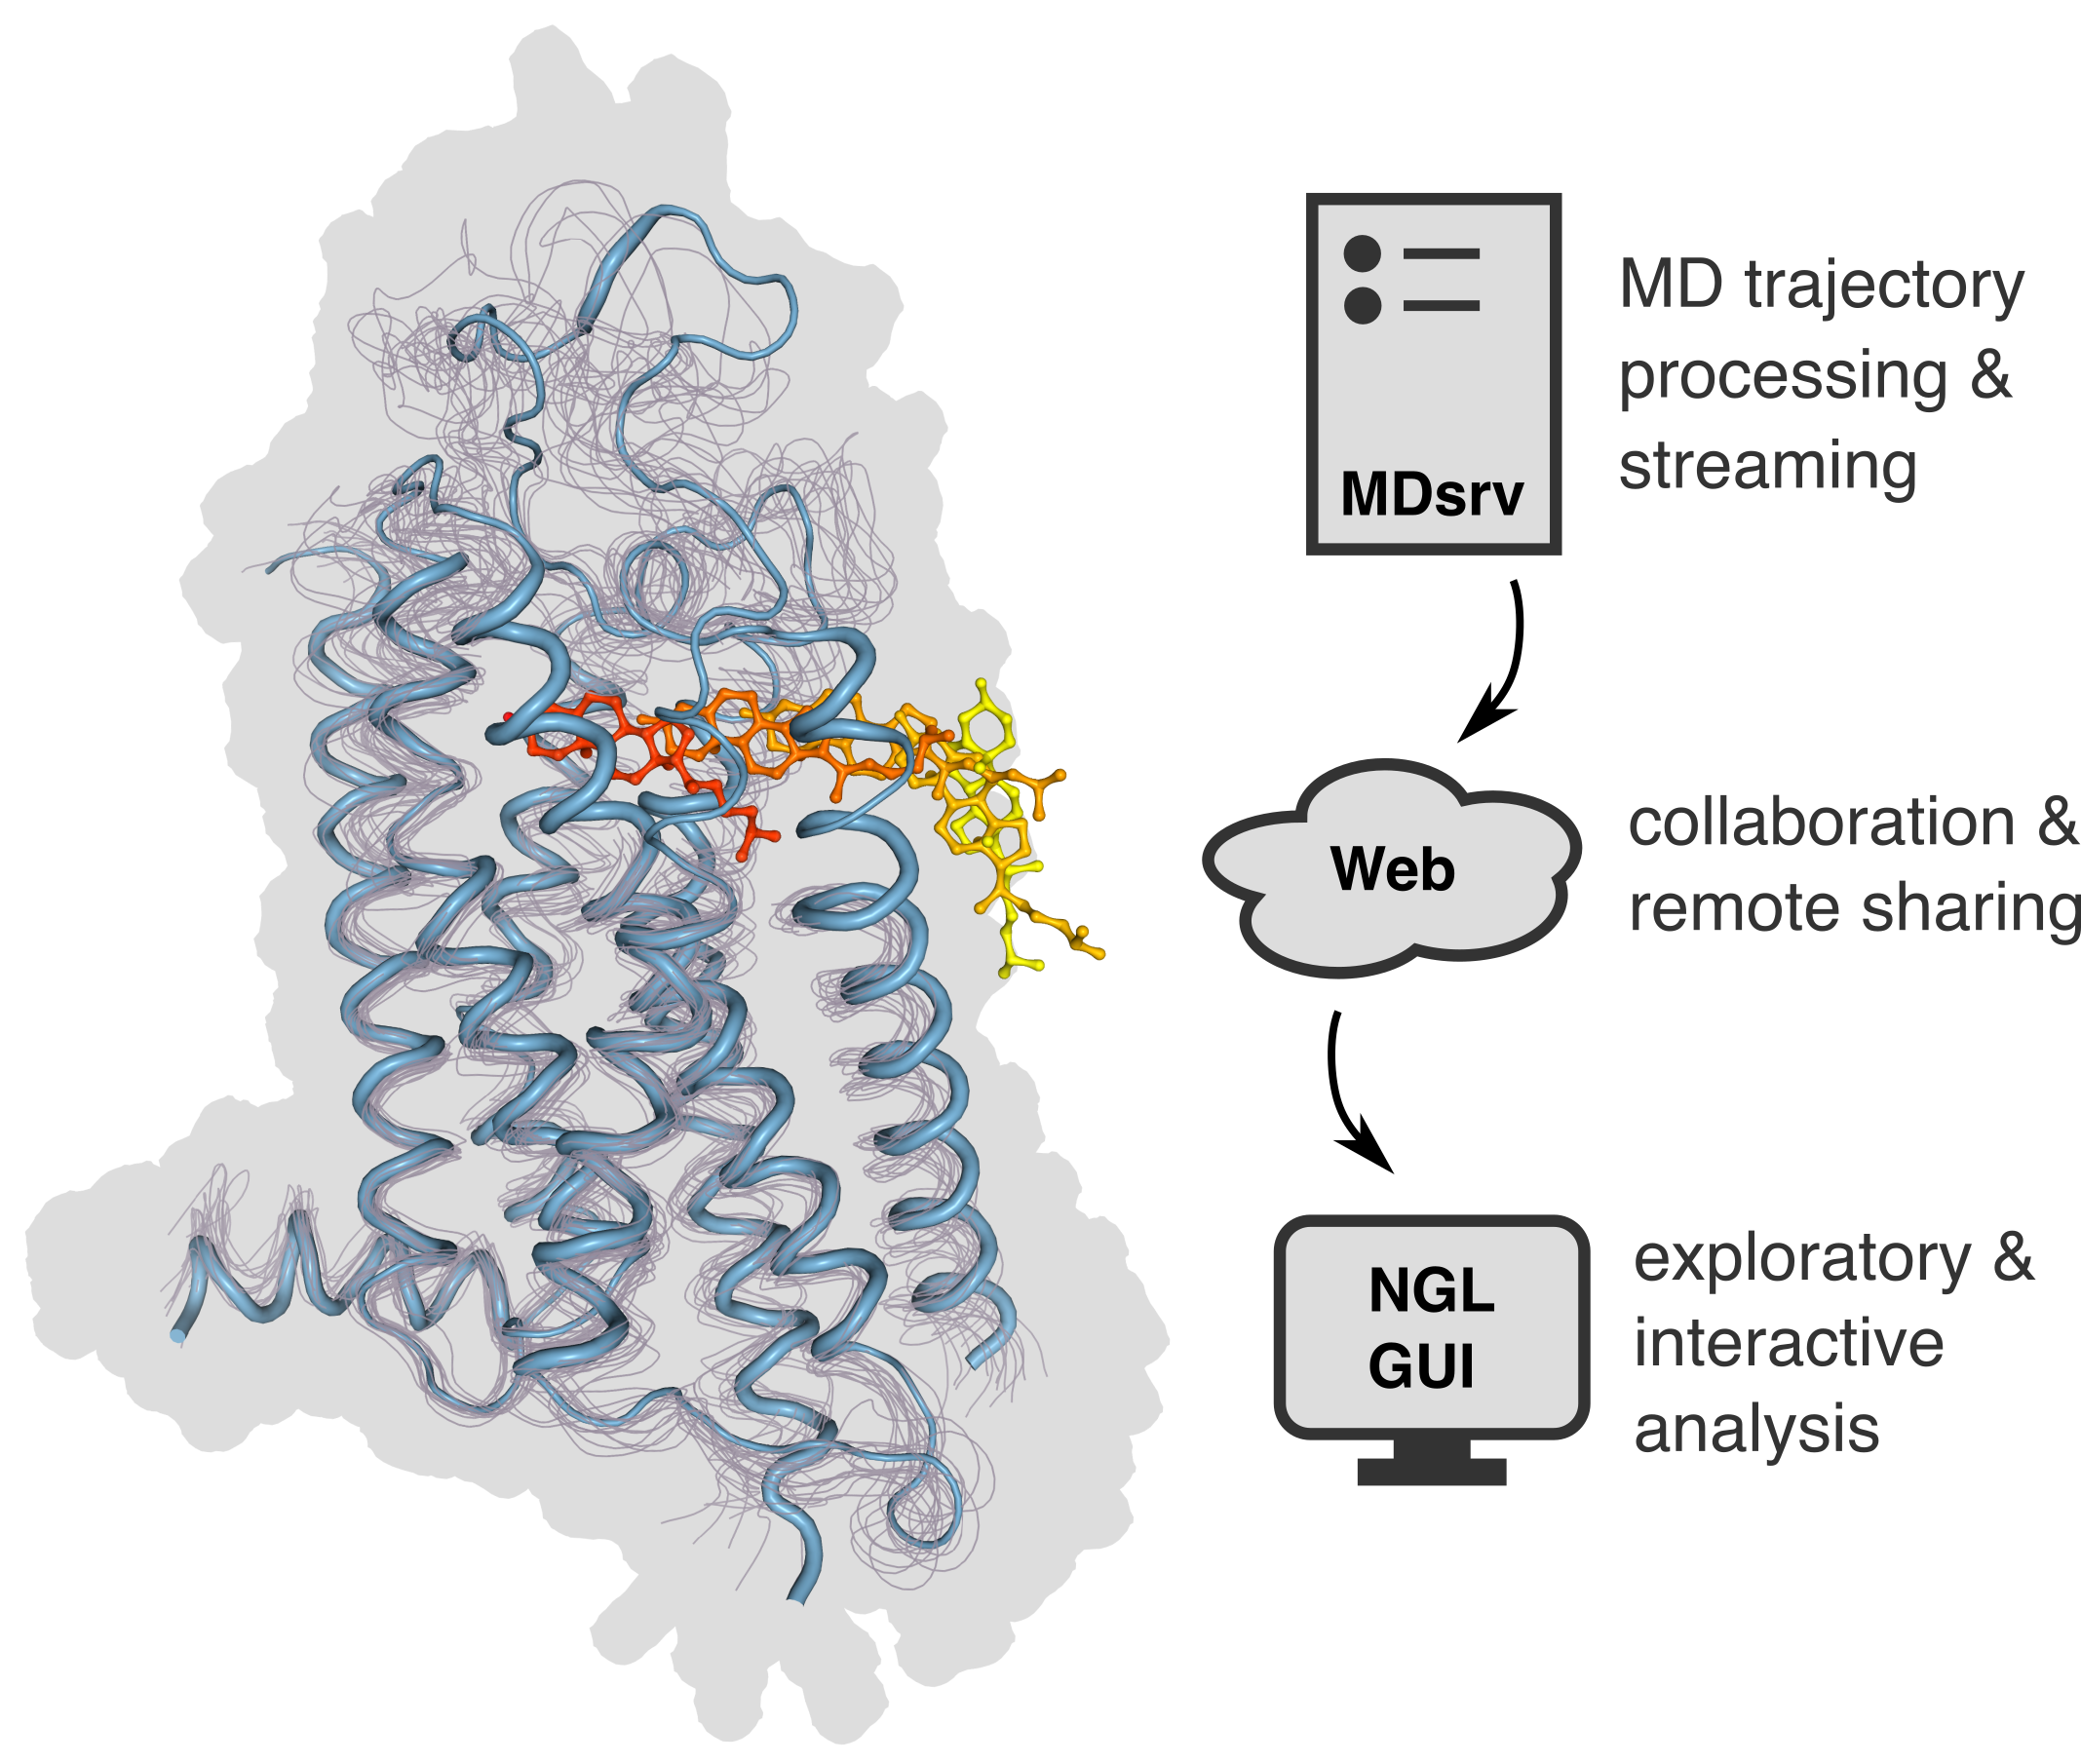 MDsrv
MD trajectory
processing &
streaming
Web
collaboration &
remote sharing
NGL
GUI
exploratory &
interactive
analysis